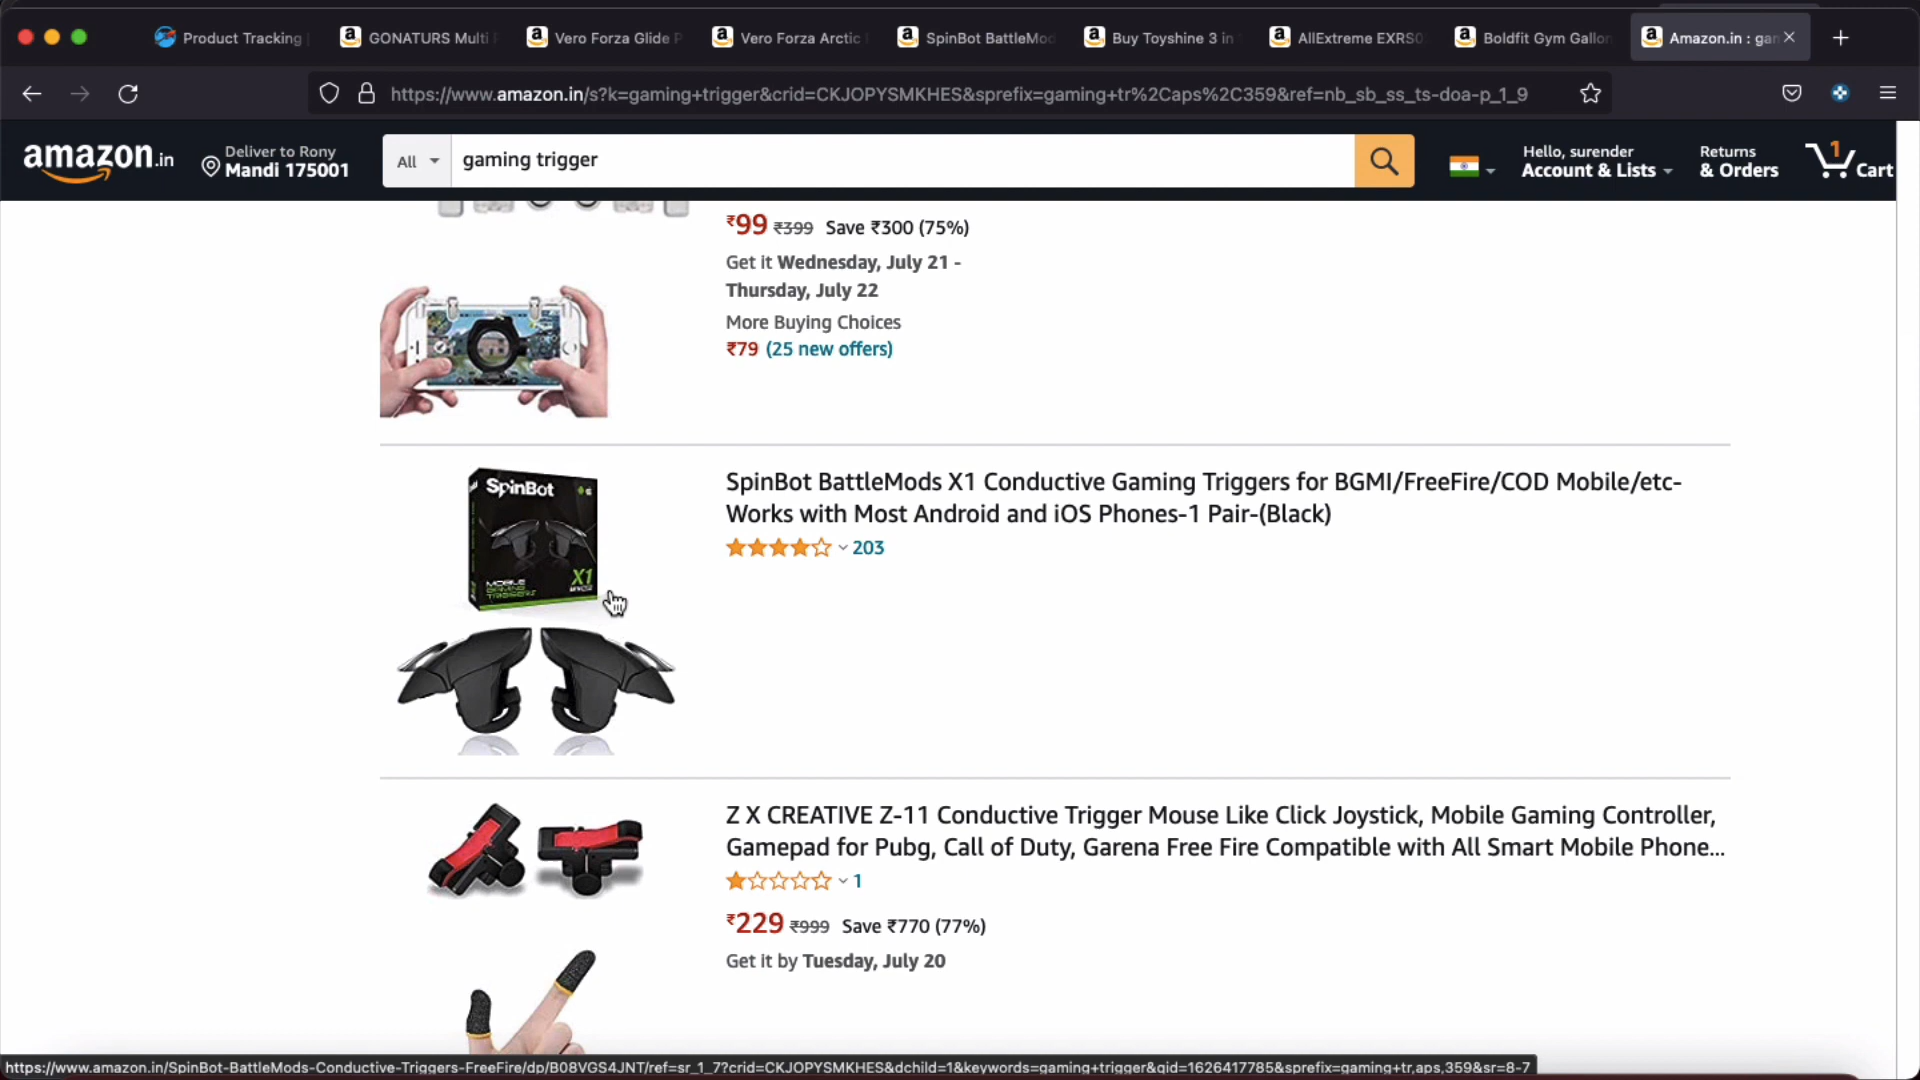 Product Tracking
GONATURS Multi
Vero Forza Glide P
Vero Forza Arctic
SpinBot BattleMod
Buy Toyshine 3 in
AllExtreme EXRS0
Boldfit Gym Gallon
Amazon.in : gan
https://www.amazon.in/s?k=gaming+trigger&crid=CKJOPYSMKHES&sprefix=gaming+tr%2Caps%2C359&ref=nb_sb_ss_ts-doa-p_1_9
amazon.in
Deliver to Rony
Mandi 175001
All
gaming trigger
Hello, surender
Account & Lists
Returns
& Orders
1
Cart
₹99 ₹399 Save ₹300 (75%)
Get it Wednesday, July 21 -
Thursday, July 22
More Buying Choices
₹79 (25 new offers)
SpinBot
MOBILE
GAMING
TRIGGERS
X1
SpinBot BattleMods X1 Conductive Gaming Triggers for BGMI/FreeFire/COD Mobile/etc-
Works with Most Android and iOS Phones-1 Pair-(Black)
203
Z X CREATIVE Z-11 Conductive Trigger Mouse Like Click Joystick, Mobile Gaming Controller,
Gamepad for Pubg, Call of Duty, Garena Free Fire Compatible with All Smart Mobile Phone...
1
₹229 ₹999 Save ₹770 (77%)
Get it by Tuesday, July 20
https://www.amazon.in/SpinBot-BattleMods-Conductive-Triggers-FreeFire/dp/B08VGS4JNT/ref=sr_1_7?crid=CKJOPYSMKHES&dchild=1&keywords=gaming+trigger&qid=1626417785&sprefix=gaming+tr,aps,359&sr=8-7